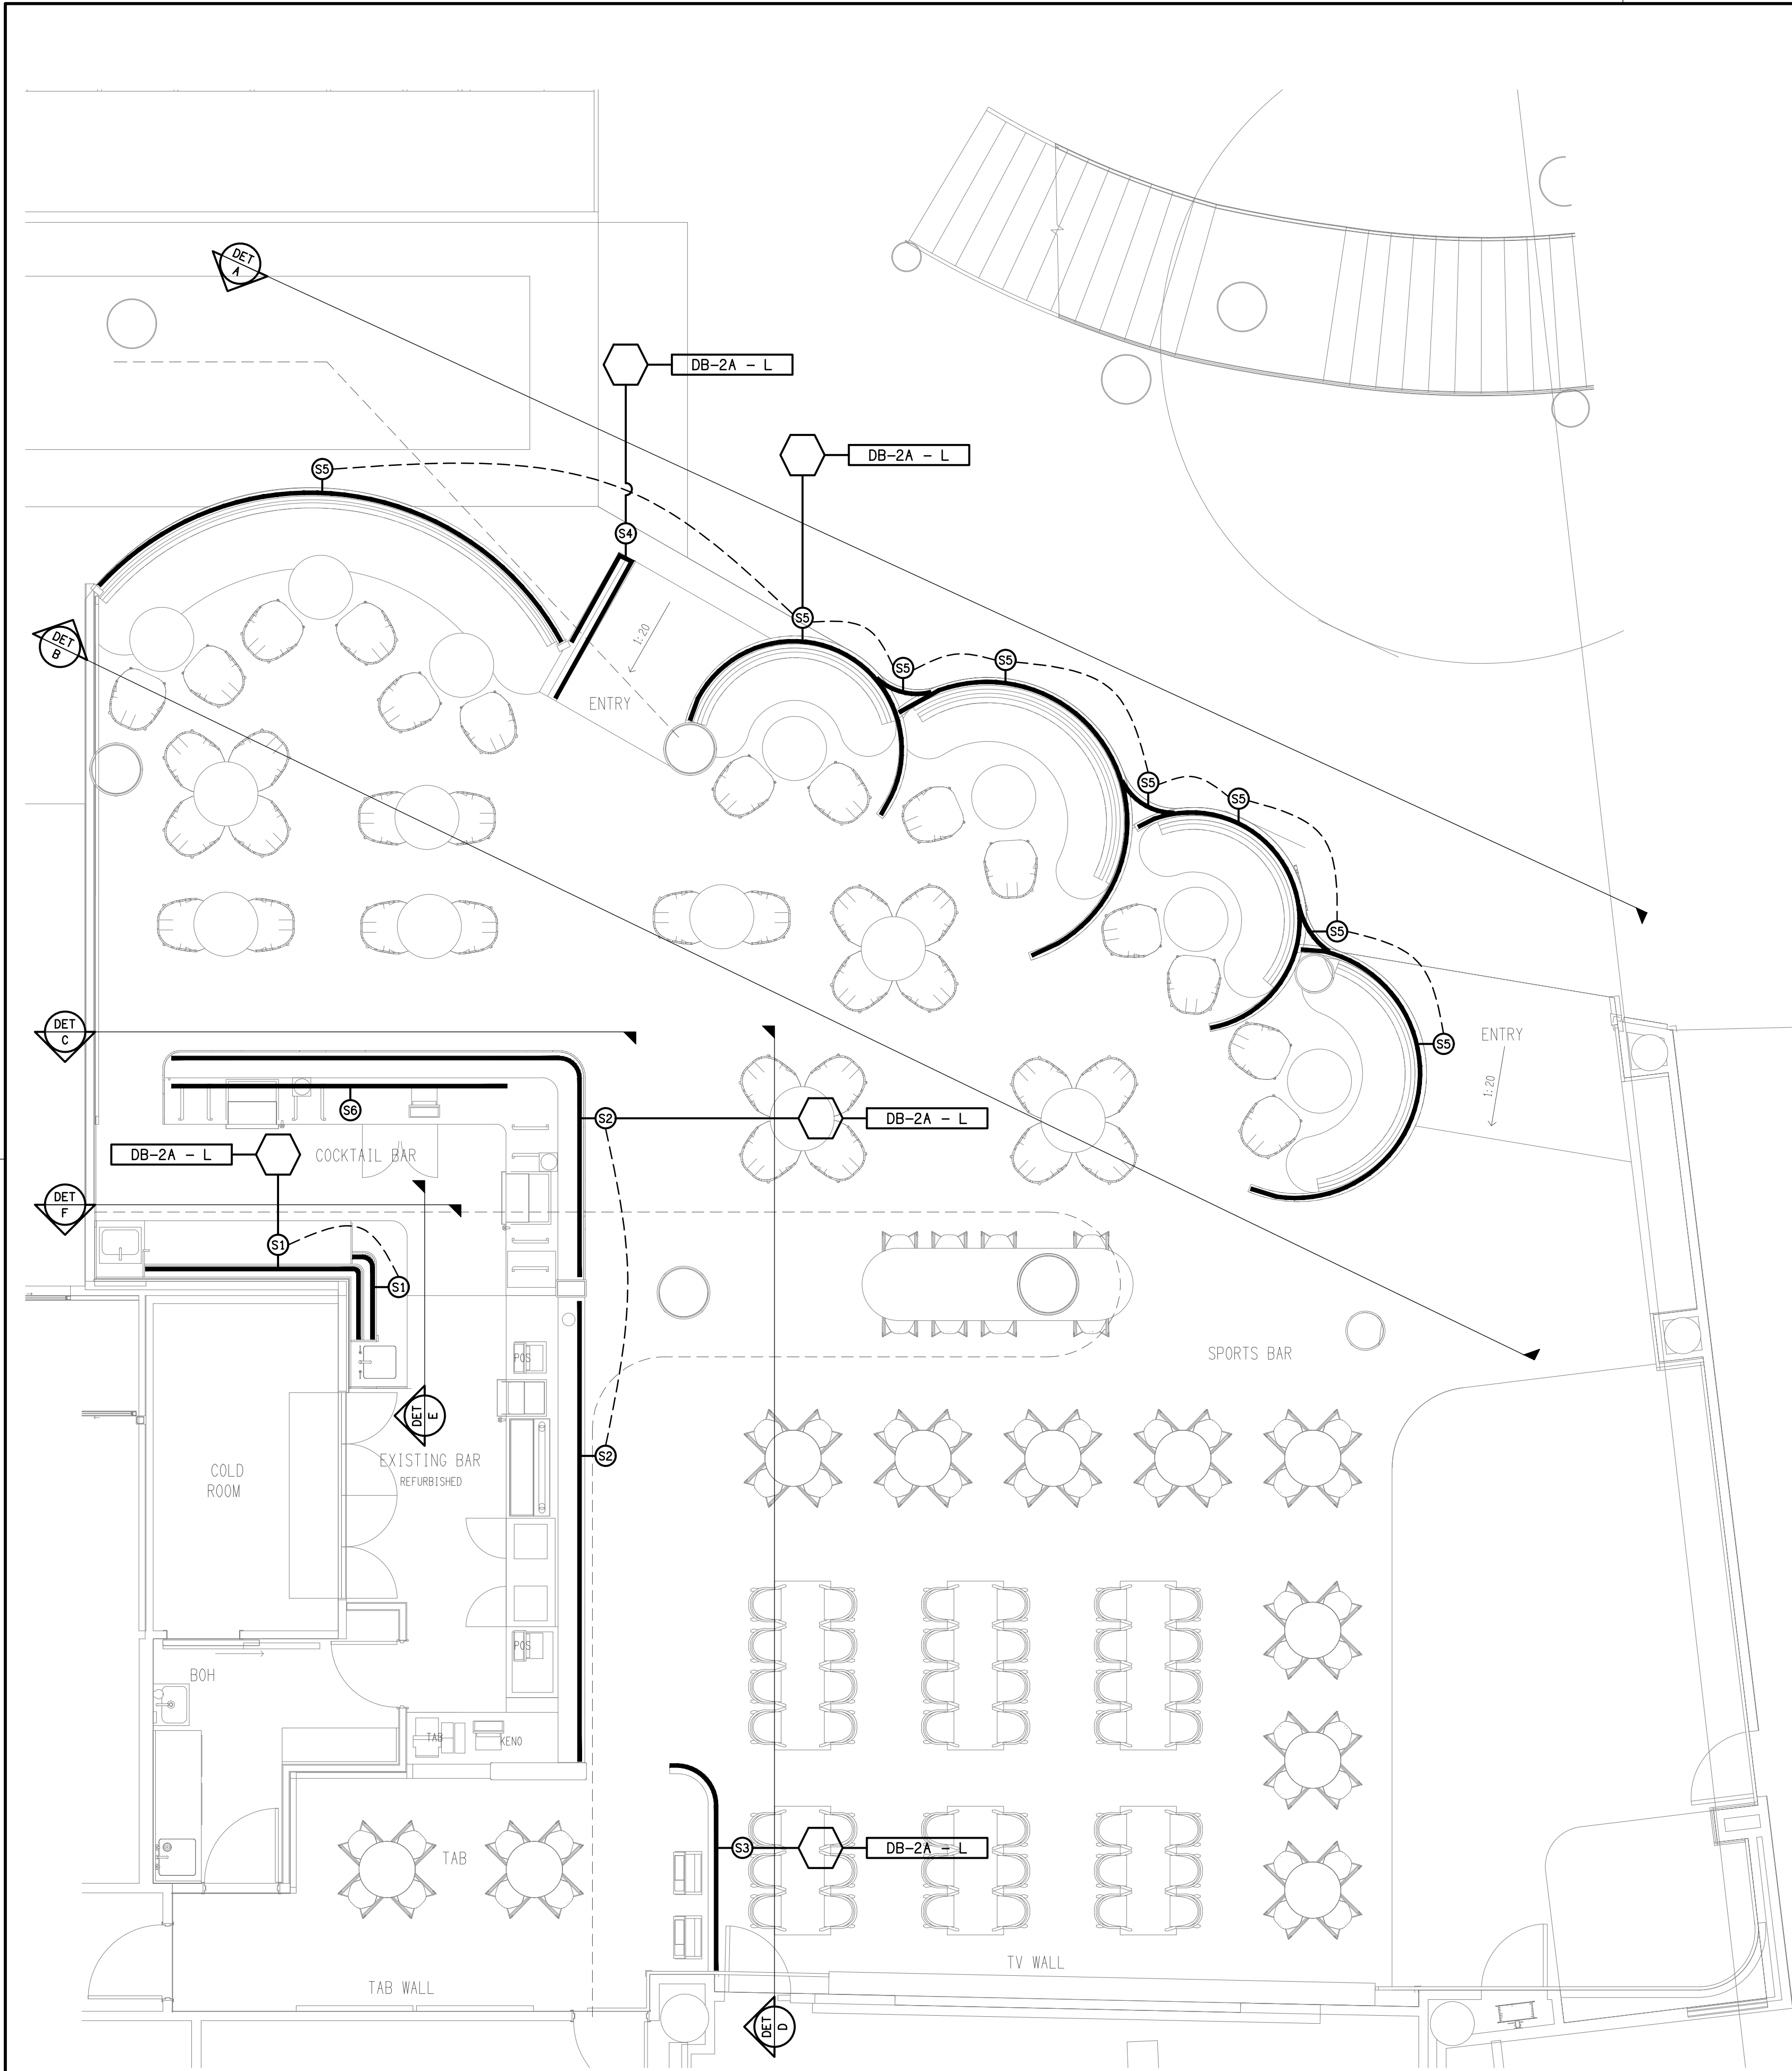 DET
A
DB-2A - L
DB-2A - L
S5
S4
S5
1:20
DET
B
S5
S5
ENTRY
S5
S5
S5
DET
C
ENTRY
S5
1:20
S6
S2
DB-2A - L
DB-2A - L
COCKTAIL BAR
DET
F
S1
S1
SPORTS BAR
POS
DET
E
EXISTING BAR
REFURBISHED
S2
COLD
ROOM
POS
BOH
TAB
KENO
S3
DB-2A - L
TAB
TV WALL
TAB WALL
DET
D